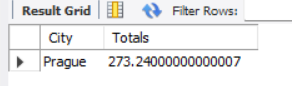 Result Grid Filter Rows:
City Totals
Prague 273.24000000000007